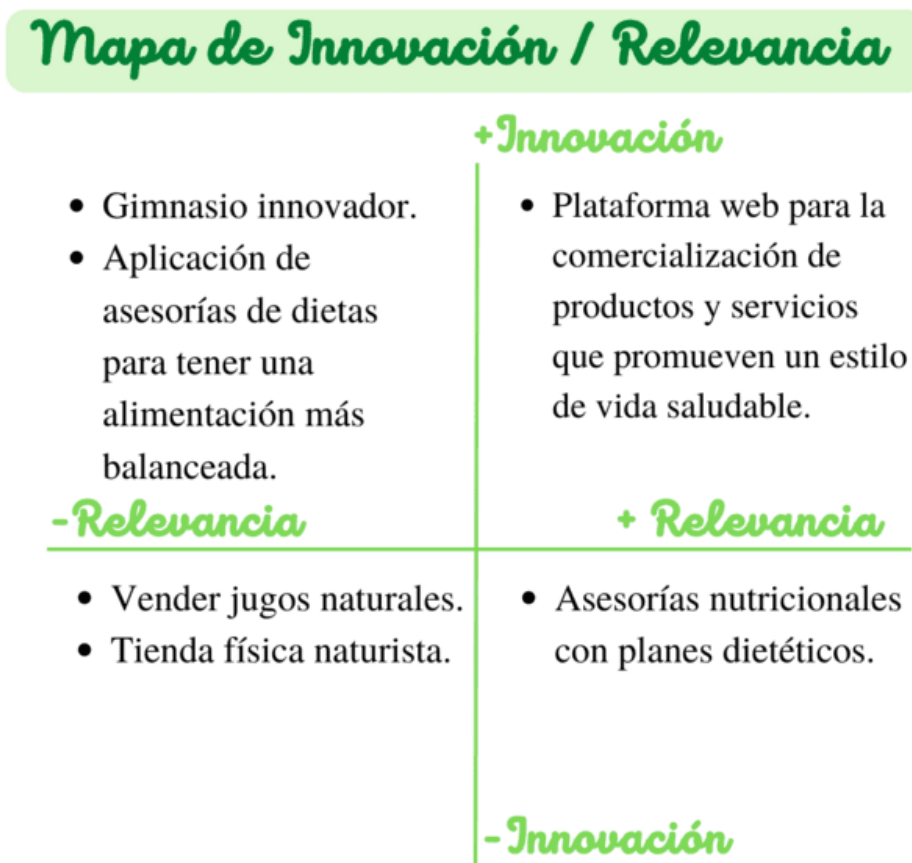 Mapa de Innovación / Relevancia
+Innovación
• Gimnasio innovador.
• Aplicación de
asesorías de dietas
para tener una
alimentación más
balanceada.
• Plataforma web para la
comercialización de
productos y servicios
que promueven un estilo
de vida saludable.
-Relevancia
+ Relevancia
• Vender jugos naturales.
• Tienda física naturista.
• Asesorías nutricionales
con planes dietéticos.
-Innovación